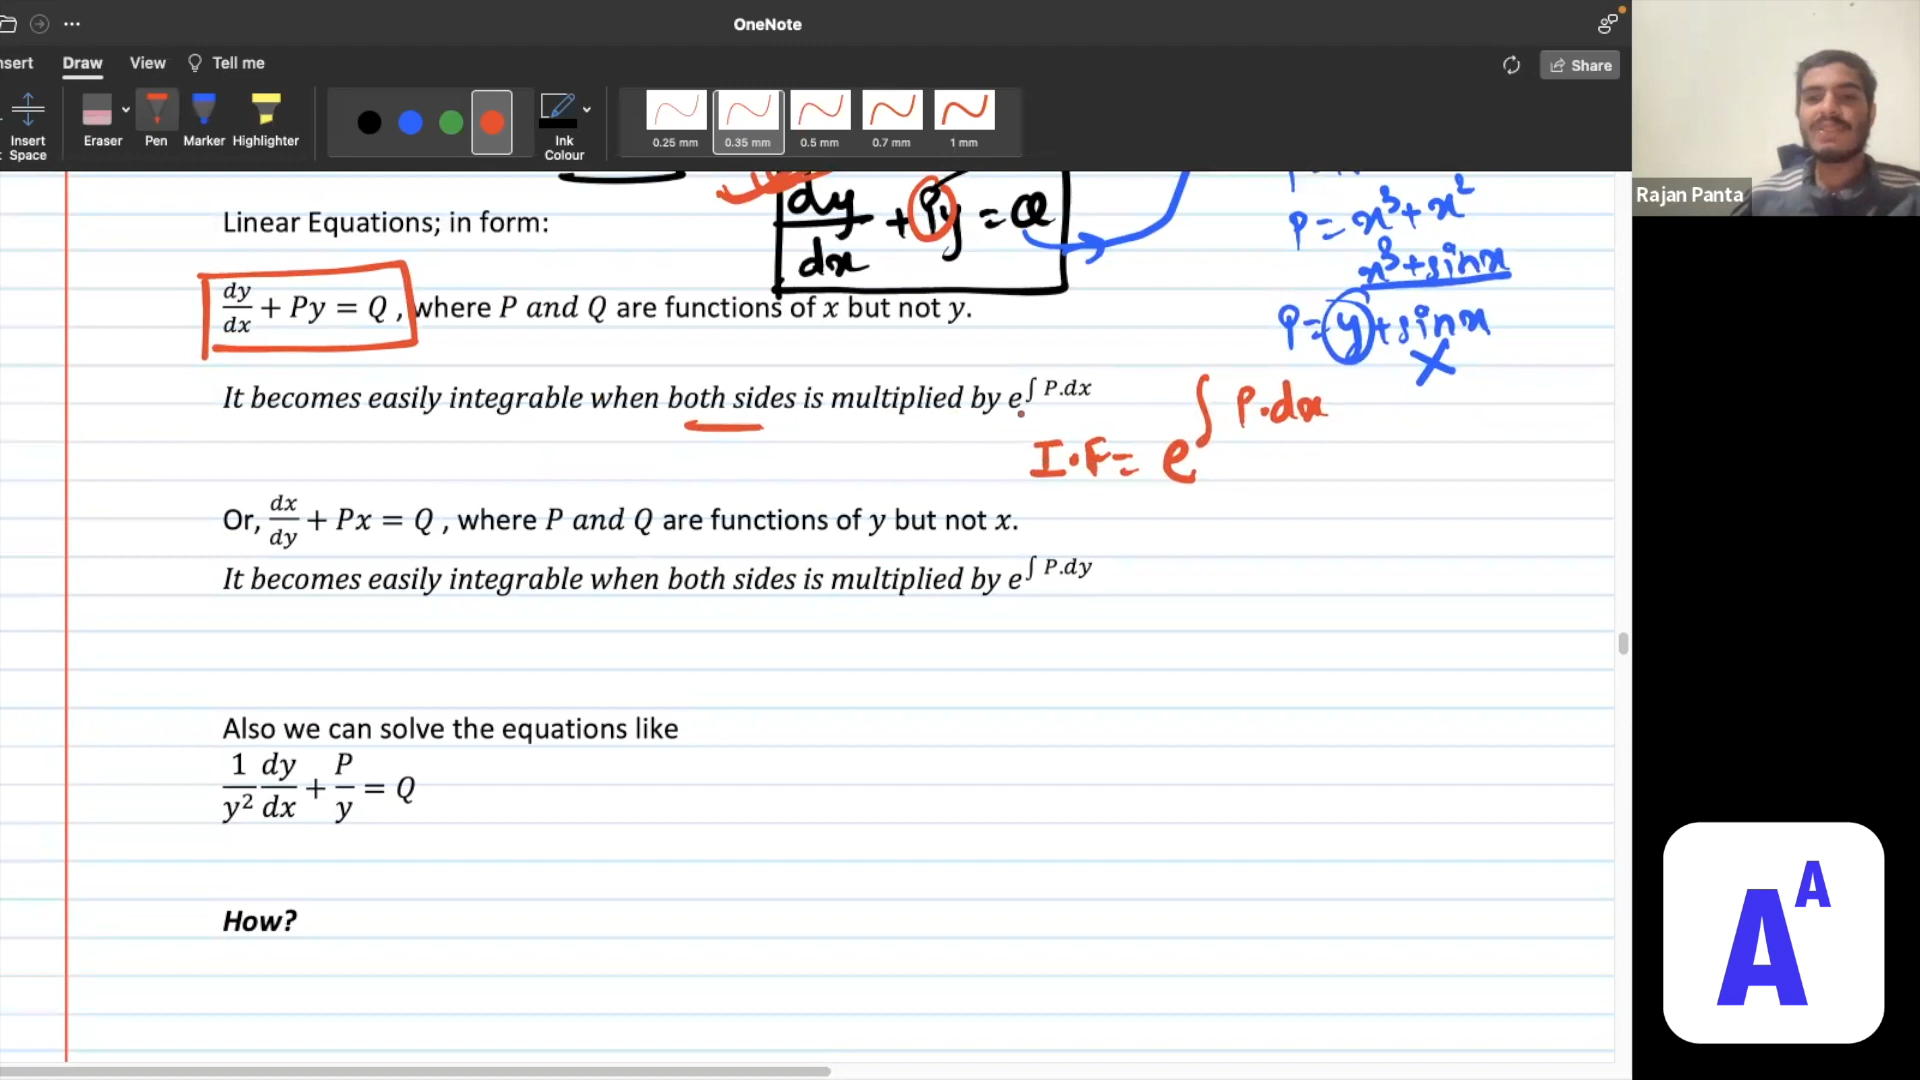 OneNote
nsert Draw View Tell me
Share
Insert Space
Eraser Pen Marker Highlighter
Ink Colour
0.25 mm 0.35 mm 0.5 mm 0.7 mm 1 mm
Rajan Panta
Linear Equations; in form:
dy/dx + Py = Q
P = x³ + x²
x³ + sinx
P = y + sinx
dy/dx + Py = Q , where P and Q are functions of x but not y.
It becomes easily integrable when both sides is multiplied by e^∫ P.dx
I.F = e^∫ P.dx
Or, dx/dy + Px = Q , where P and Q are functions of y but not x.
It becomes easily integrable when both sides is multiplied by e^∫ P.dy
Also we can solve the equations like
1/y² dy/dx + P/y = Q
How?
A A